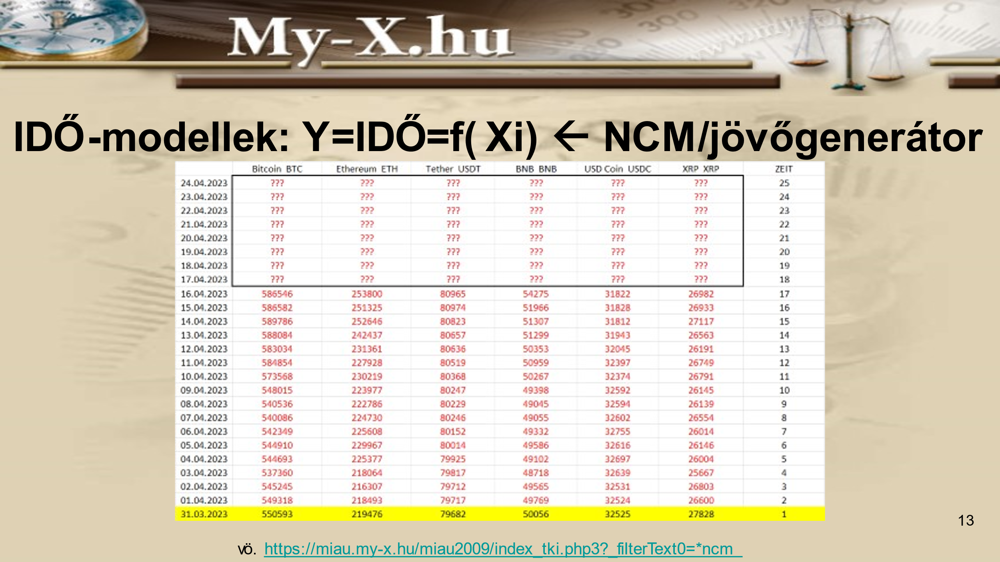 My-X.hu
www.my-x.hu
IDŐ-modellek: Y=IDŐ=f( Xi) ← NCM/jövőgenerátor
Bitcoin BTC Ethereum ETH Tether USDT BNB BNB USD Coin USDC XRP XRP ZEIT
24.04.2023 ??? ??? ??? ??? ??? ??? 25
23.04.2023 ??? ??? ??? ??? ??? ??? 24
22.04.2023 ??? ??? ??? ??? ??? ??? 23
21.04.2023 ??? ??? ??? ??? ??? ??? 22
20.04.2023 ??? ??? ??? ??? ??? ??? 21
19.04.2023 ??? ??? ??? ??? ??? ??? 20
18.04.2023 ??? ??? ??? ??? ??? ??? 19
17.04.2023 ??? ??? ??? ??? ??? ??? 18
16.04.2023 586546 253800 80965 54275 31822 26982 17
15.04.2023 586582 251325 80974 51966 31828 26933 16
14.04.2023 589786 252646 80823 51307 31812 27117 15
13.04.2023 588084 242437 80657 51299 31943 26563 14
12.04.2023 583034 231361 80636 50353 32045 26191 13
11.04.2023 584854 227928 80519 50959 32397 26749 12
10.04.2023 573568 230219 80368 50267 32374 26791 11
09.04.2023 548015 223977 80247 49398 32592 26145 10
08.04.2023 540536 222786 80229 49045 32594 26139 9
07.04.2023 540086 224730 80246 49055 32602 26554 8
06.04.2023 542349 225608 80152 49332 32755 26014 7
05.04.2023 544910 229967 80014 49586 32616 26146 6
04.04.2023 544693 225377 79925 49102 32697 26004 5
03.04.2023 537360 218064 79817 48718 32639 25667 4
02.04.2023 545245 216307 79712 49565 32531 26803 3
01.04.2023 549318 218493 79717 49769 32524 26600 2
31.03.2023 550593 219476 79682 50056 32525 27828 1
13
vö. https://miau.my-x.hu/miau2009/index_tki.php3?_filterText0=*ncm